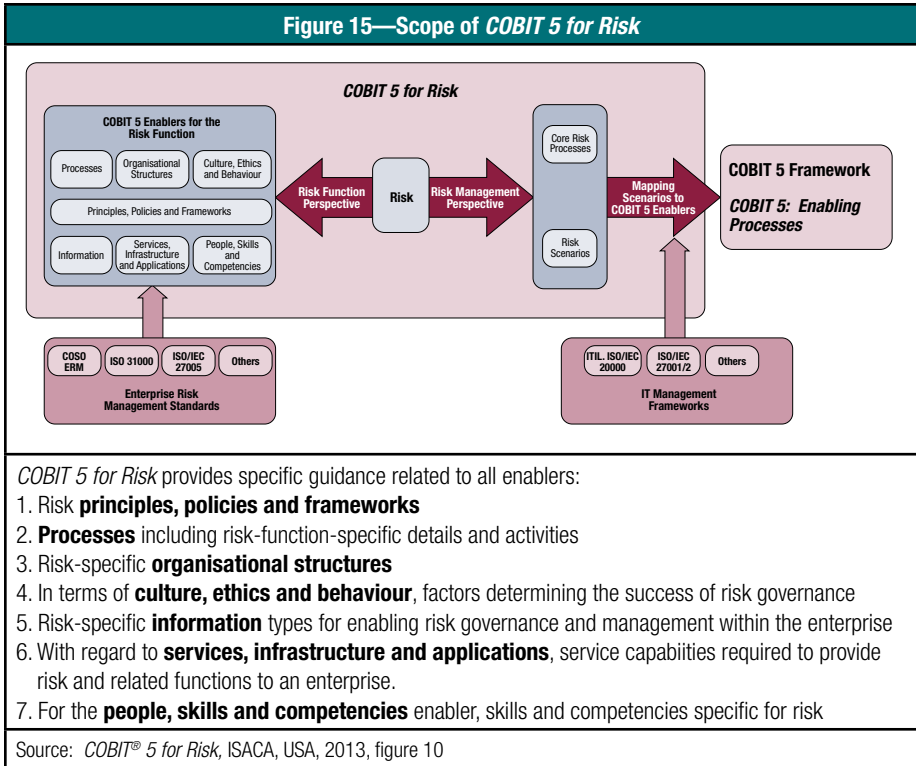 Figure 15—Scope of COBIT 5 for Risk
COBIT 5 for Risk
COBIT 5 Enablers for the
Risk Function
Processes
Organisational
Structures
Culture, Ethics
and Behaviour
Principles, Policies and Frameworks
Information
Services,
Infrastructure
and Applications
People, Skills
and
Competencies
Risk Function
Perspective
Risk
Risk Management
Perspective
Core Risk
Processes
Risk
Scenarios
Mapping
Scenarios to
COBIT 5 Enablers
COBIT 5 Framework
COBIT 5: Enabling
Processes
COSO
ERM
ISO 31000
ISO/IEC
27005
Others
Enterprise Risk
Management Standards
ITIL. ISO/IEC
20000
ISO/IEC
27001/2
Others
IT Management
Frameworks
COBIT 5 for Risk provides specific guidance related to all enablers:
1. Risk principles, policies and frameworks
2. Processes including risk-function-specific details and activities
3. Risk-specific organisational structures
4. In terms of culture, ethics and behaviour, factors determining the success of risk governance
5. Risk-specific information types for enabling risk governance and management within the enterprise
6. With regard to services, infrastructure and applications, service capabiities required to provide
risk and related functions to an enterprise.
7. For the people, skills and competencies enabler, skills and competencies specific for risk
Source: COBIT® 5 for Risk, ISACA, USA, 2013, figure 10